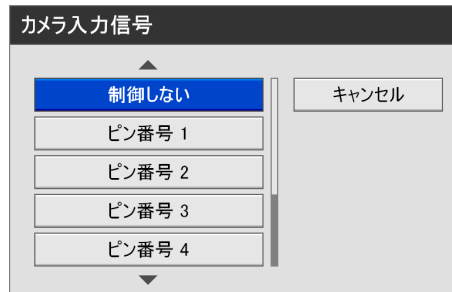 カメラ入力信号
制御しない
キャンセル
ピン番号 1
ピン番号 2
ピン番号 3
ピン番号 4